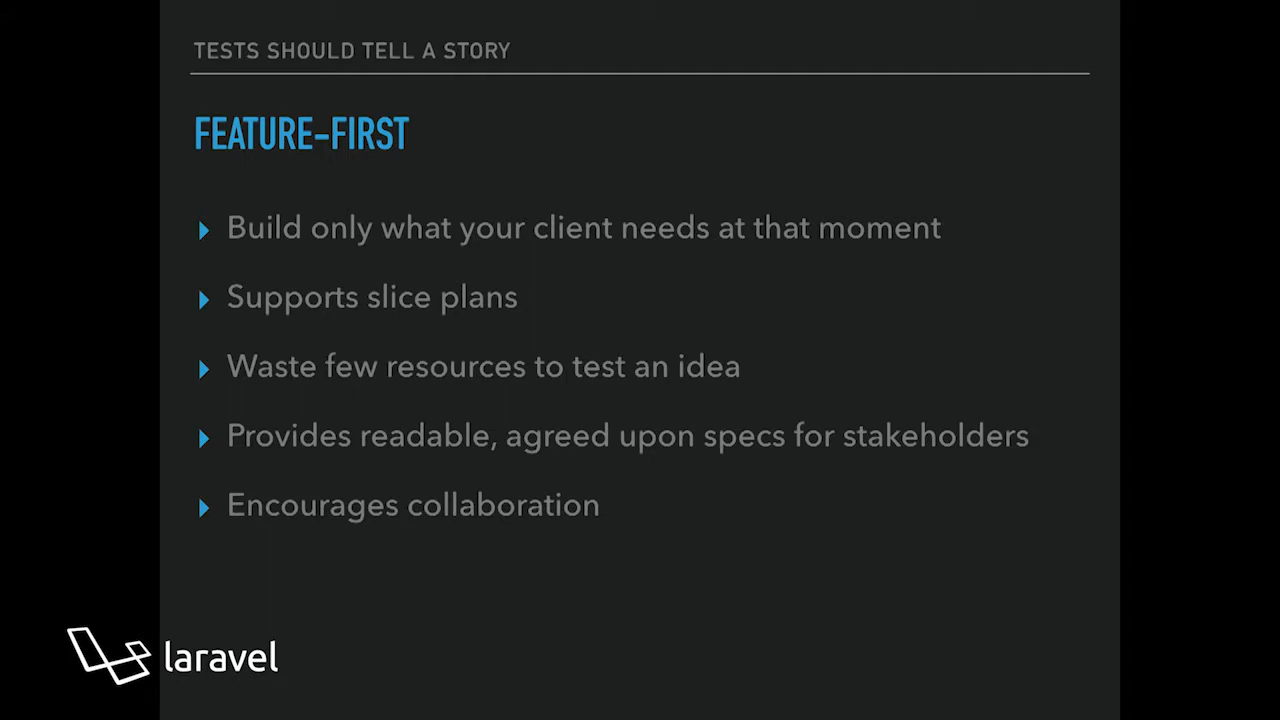 TESTS SHOULD TELL A STORY
FEATURE-FIRST
Build only what your client needs at that moment
Supports slice plans
Waste few resources to test an idea
Provides readable, agreed upon specs for stakeholders
Encourages collaboration
laravel